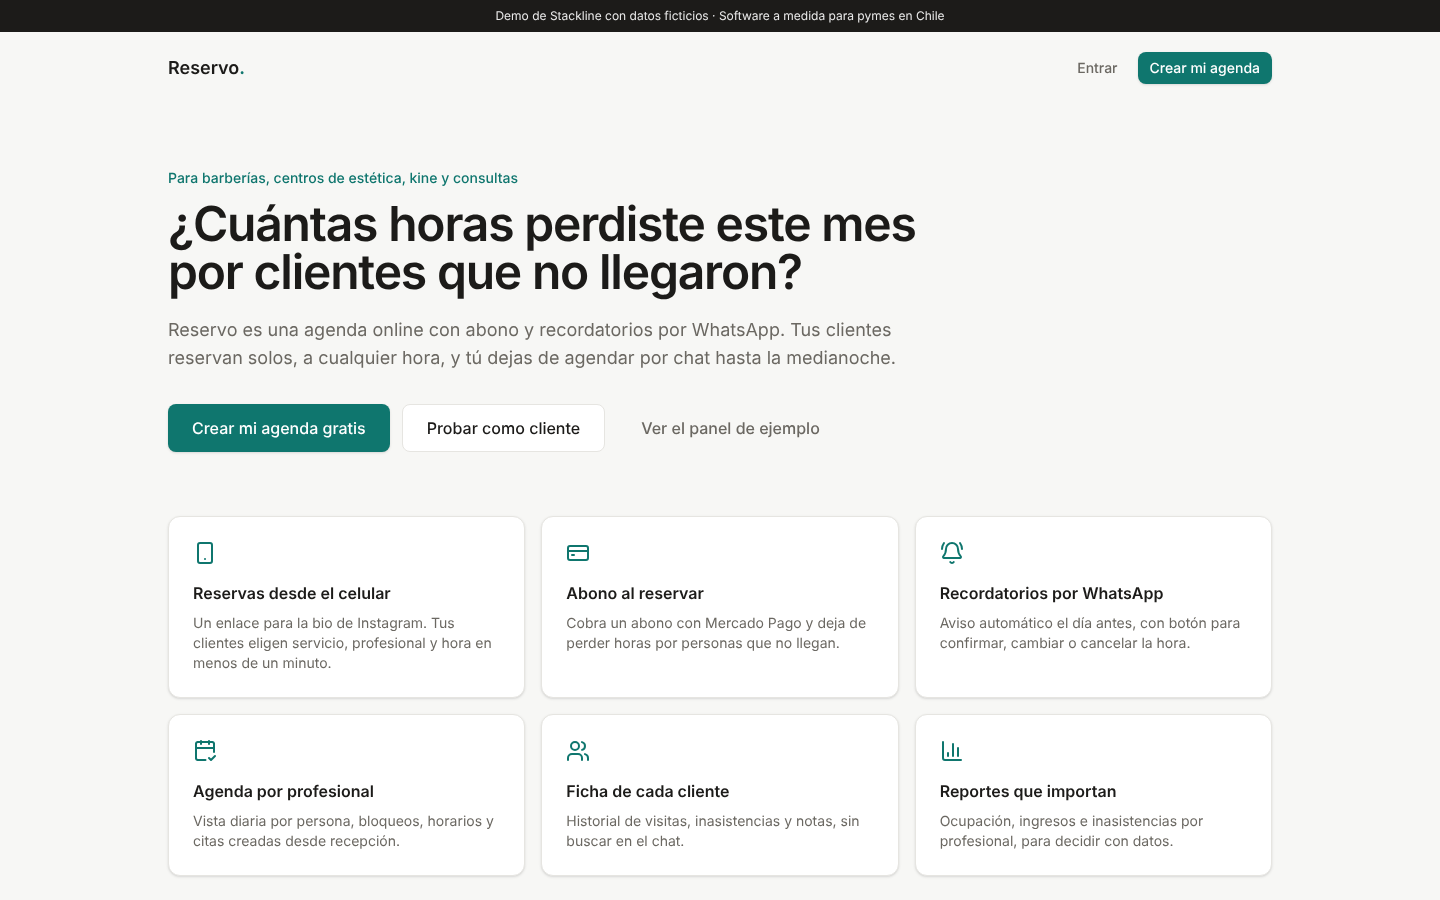 Demo de Stackline con datos ficticios · Software a medida para pymes en Chile
Reservo.
Entrar
Crear mi agenda
Para barberías, centros de estética, kine y consultas
¿Cuántas horas perdiste este mes
por clientes que no llegaron?
Reservo es una agenda online con abono y recordatorios por WhatsApp. Tus clientes
reservan solos, a cualquier hora, y tú dejas de agendar por chat hasta la medianoche.
Crear mi agenda gratis
Probar como cliente
Ver el panel de ejemplo
Reservas desde el celular
Un enlace para la bio de Instagram. Tus
clientes eligen servicio, profesional y hora en
menos de un minuto.
Abono al reservar
Cobra un abono con Mercado Pago y deja de
perder horas por personas que no llegan.
Recordatorios por WhatsApp
Aviso automático el día antes, con botón para
confirmar, cambiar o cancelar la hora.
Agenda por profesional
Vista diaria por persona, bloqueos, horarios y
citas creadas desde recepción.
Ficha de cada cliente
Historial de visitas, inasistencias y notas, sin
buscar en el chat.
Reportes que importan
Ocupación, ingresos e inasistencias por
profesional, para decidir con datos.